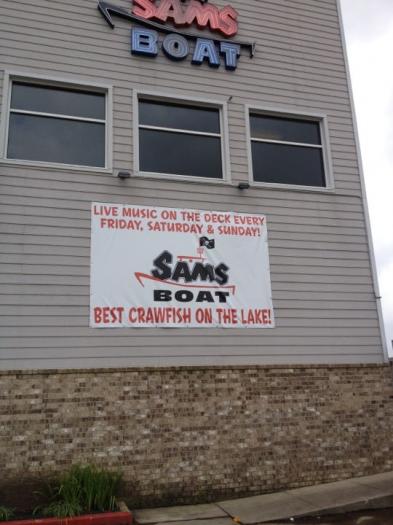 SAMS
BOAT
LIVE MUSIC ON THE DECK EVERY
FRIDAY, SATURDAY & SUNDAY!
SAMS
BOAT
BEST CRAWFISH ON THE LAKE!